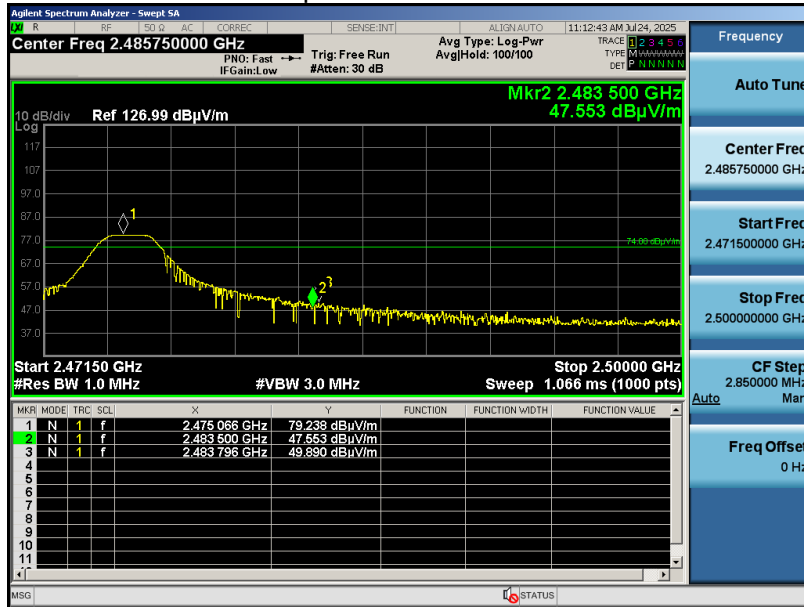 Agilent Spectrum Analyzer - Swept SA
LXI R RF 50 Ω AC CORREC SENSE:INT ALIGN AUTO 11:12:43 AM Jul 24, 2025
Center Freq 2.485750000 GHz
PNO: Fast
IFGain:Low
Trig: Free Run
#Atten: 30 dB
Avg Type: Log-Pwr
Avg|Hold: 100/100
TRACE 1 2 3 4 5 6
TYPE M
DET P N N N N N
Mkr2 2.483 500 GHz
47.553 dBµV/m
10 dB/div Ref 126.99 dBµV/m
Log
117
107
97.0
87.0
77.0
67.0
57.0
47.0
37.0
1
74.00 dBµV/m
2 3
Start 2.47150 GHz Stop 2.50000 GHz
#Res BW 1.0 MHz #VBW 3.0 MHz Sweep 1.066 ms (1000 pts)
MKR MODE TRC SCL X Y FUNCTION FUNCTION WIDTH FUNCTION VALUE
1 N 1 f 2.475 066 GHz 79.238 dBµV/m
2 N 1 f 2.483 500 GHz 47.553 dBµV/m
3 N 1 f 2.483 796 GHz 49.890 dBµV/m
4
5
6
7
8
9
10
11
MSG STATUS
Frequency
Auto Tune
Center Freq
2.485750000 GHz
Start Freq
2.471500000 GHz
Stop Freq
2.500000000 GHz
CF Step
2.850000 MHz
Auto Man
Freq Offset
0 Hz